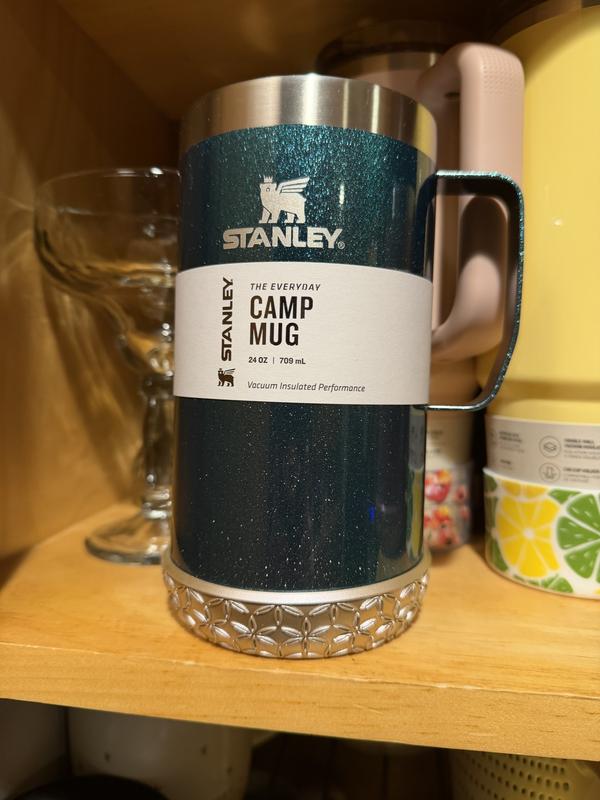 STANLEY®
STANLEY
THE EVERYDAY
CAMP
MUG
24 OZ | 709 mL
Vacuum Insulated Performance